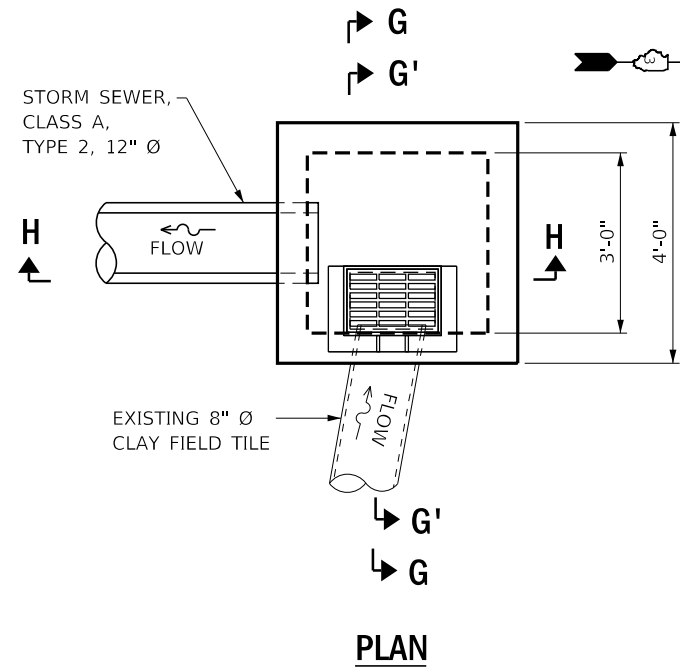 G
G'
STORM SEWER,
CLASS A,
TYPE 2, 12" Ø
H
FLOW
H
3'-0"
4'-0"
EXISTING 8" Ø
CLAY FIELD TILE
FLOW
G'
G
PLAN